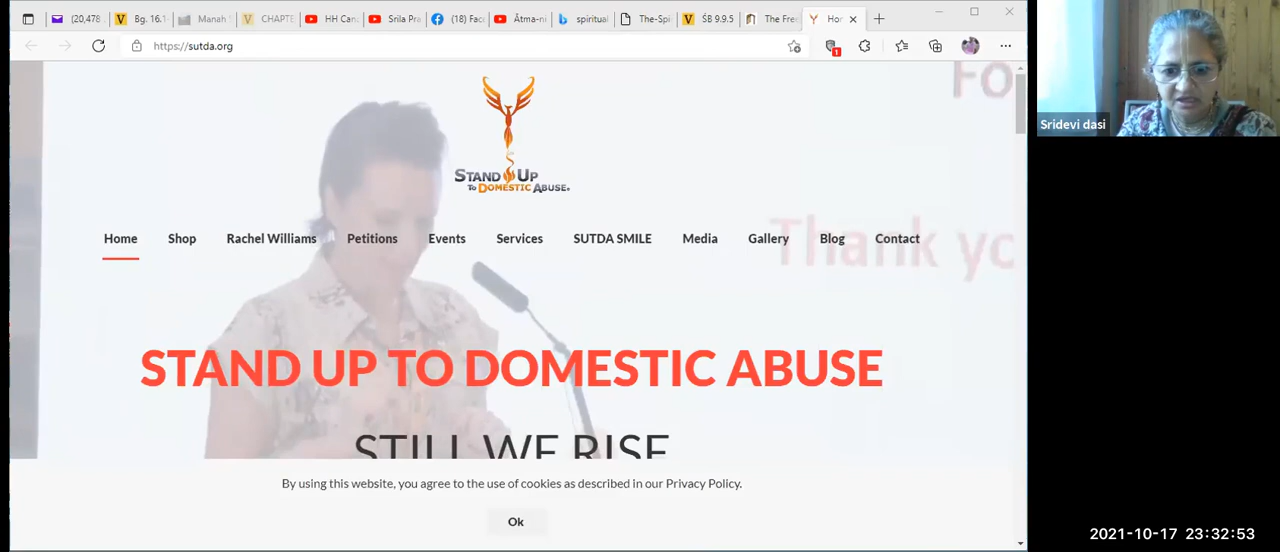 (20,478
Bg. 16.1
Manah
CHAPTE
HH Can
Srila Pra
(18) Fac
Ātma-ni
spiritual
The-Spi
ŚB 9.9.5
The Fre
Hor
https://sutda.org
1
Sridevi dasi
Fo
STAND UP
TO DOMESTIC ABUSE
Home Shop Rachel Williams Petitions Events Services SUTDA SMILE Media Gallery Blog Contact
Thank yo
STAND UP TO DOMESTIC ABUSE
STILL WE RISE
By using this website, you agree to the use of cookies as described in our Privacy Policy.
Ok
2021-10-17 23:32:53